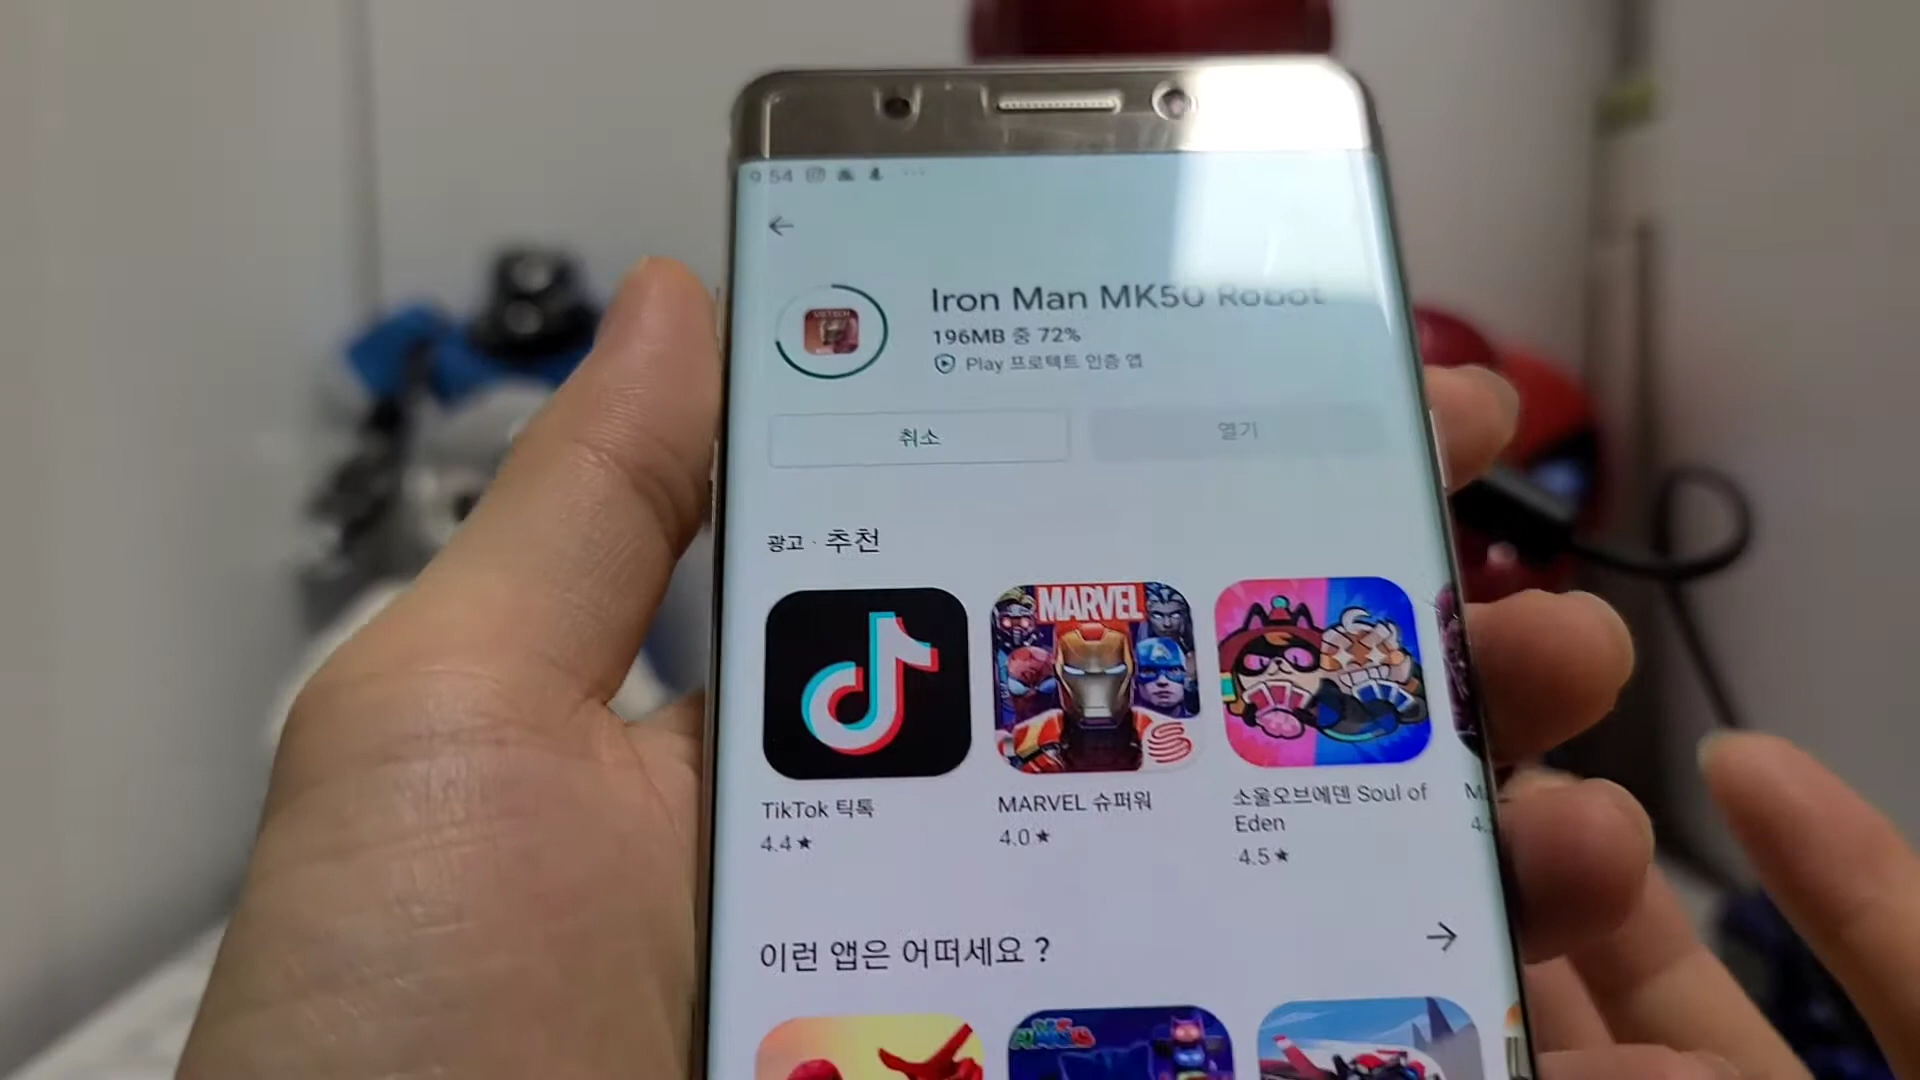 9:54
Iron Man MK50 Robot
196MB 중 72%
Play 프로텍트 인증 앱
취소
열기
광고 · 추천
MARVEL
TikTok 틱톡
4.4★
MARVEL 슈퍼워
4.0★
소울오브에덴 Soul of
Eden
4.5★
이런 앱은 어떠세요 ?